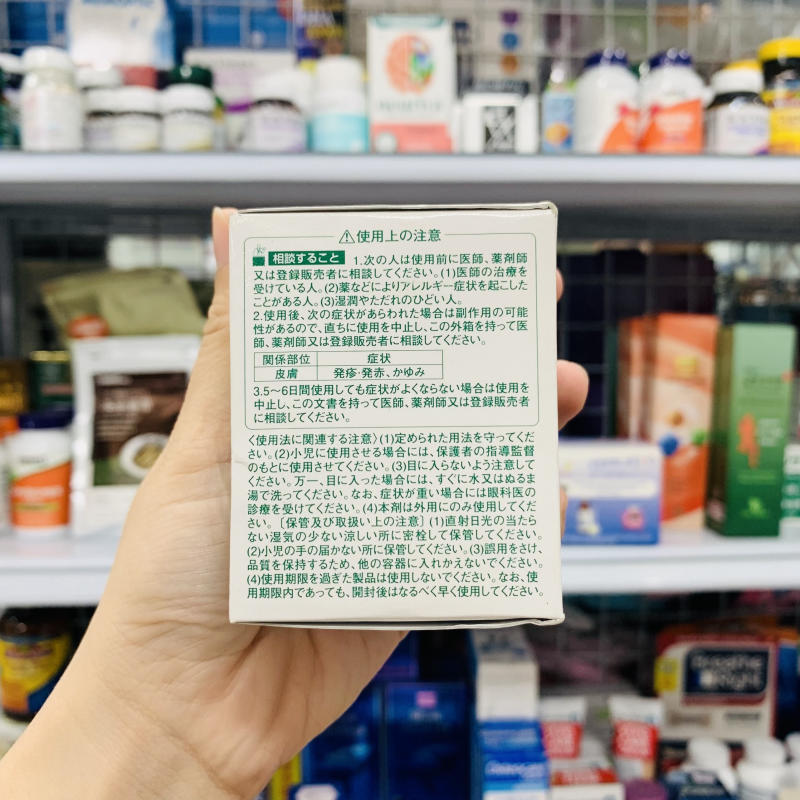 ⚠使用上の注意
相談すること 1.次の人は使用前に医師、薬剤師
又は登録販売者に相談してください。(1)医師の治療を
受けている人。(2)薬などによりアレルギー症状を起こした
ことがある人。(3)湿潤やただれのひどい人。
2.使用後、次の症状があらわれた場合は副作用の可能
性があるので、直ちに使用を中止し、この外箱を持って医
師、薬剤師又は登録販売者に相談してください。
関係部位 症状
皮膚 発疹・発赤、かゆみ
3.5〜6日間使用しても症状がよくならない場合は使用を
中止し、この文書を持って医師、薬剤師又は登録販売者
に相談してください。
〈使用法に関連する注意〉(1)定められた用法を守ってくだ
さい。(2)小児に使用させる場合には、保護者の指導監督
のもとに使用させてください。(3)目に入らないよう注意して
ください。万一、目に入った場合には、すぐに水又はぬるま
湯で洗ってください。なお、症状が重い場合には眼科医の
診療を受けてください。(4)本剤は外用にのみ使用してくだ
さい。〔保管及び取扱い上の注意〕(1)直射日光の当たら
ない湿気の少ない涼しい所に密栓して保管してください。
(2)小児の手の届かない所に保管してください。(3)誤用をさけ、
品質を保持するため、他の容器に入れかえないでください。
(4)使用期限を過ぎた製品は使用しないでください。なお、使
用期限内であっても、開封後はなるべく早く使用してください。
Breathe
Right